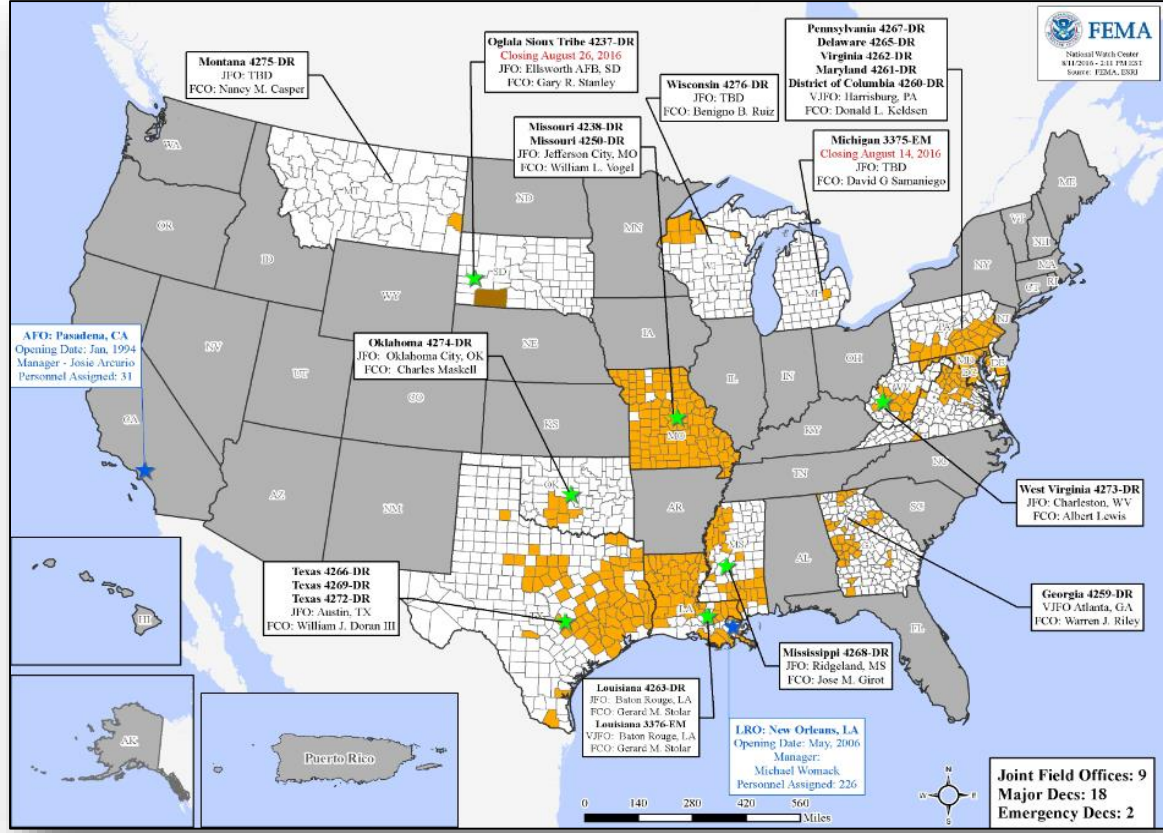 FEMA
National Watch Center
Source: FEMA, ESRI
Montana 4275-DR
JFO: TBD
FCO: Nancy M. Casper
Oglala Sioux Tribe 4237-DR
Closing August 26, 2016
JFO: Ellsworth AFB, SD
FCO: Gary R. Stanley
Wisconsin 4276-DR
JFO: TBD
FCO: Benigno B. Ruiz
Pennsylvania 4267-DR
Delaware 4265-DR
Virginia 4262-DR
Maryland 4261-DR
District of Columbia 4260-DR
VJFO: Harrisburg, PA
FCO: Donald L. Keldsen
Missouri 4238-DR
Missouri 4250-DR
JFO: Jefferson City, MO
FCO: William L. Vogel
Michigan 3375-EM
Closing August 14, 2016
JFO: TBD
FCO: David G Samaniego
WA
MT
ND
MN
ME
OR
ID
SD
WI
MI
VT
NH
NY
MA
CT
RI
WY
IA
PA
NJ
AFO: Pasadena, CA
Opening Date: Jan, 1994
Manager - Josie Arcurio
Personnel Assigned: 31
NV
UT
NE
Oklahoma 4274-DR
JFO: Oklahoma City, OK
FCO: Charles Maskell
OH
IL
IN
MD
DC
DE
WV
CA
CO
KS
MO
KY
TN
NC
SC
AZ
NM
OK
AR
West Virginia 4273-DR
JFO: Charleston, WV
FCO: Albert Lewis
MS
AL
GA
Texas 4266-DR
Texas 4269-DR
Texas 4272-DR
JFO: Austin, TX
FCO: William J. Doran III
Georgia 4259-DR
VJFO Atlanta, GA
FCO: Warren J. Riley
LA
FL
HI
Mississippi 4268-DR
JFO: Ridgeland, MS
FCO: Jose M. Girot
Louisiana 4263-DR
JFO: Baton Rouge, LA
FCO: Gerard M. Stolar
Louisiana 3376-EM
VJFO: Baton Rouge, LA
FCO: Gerard M. Stolar
LRO: New Orleans, LA
Opening Date: May, 2006
Manager:
Michael Womack
Personnel Assigned: 226
AK
Puerto Rico
N
W
E
S
0 140 280 420 560
Miles
Joint Field Offices: 9
Major Decs: 18
Emergency Decs: 2